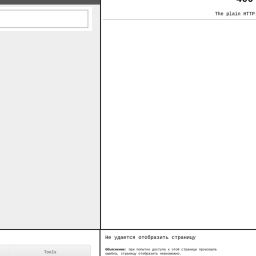 400
The plain HTTP
Не удается отобразить страницу
Tools
Объяснение: при попытке доступа к этой странице произошла
ошибка, страницу отобразить невозможно.